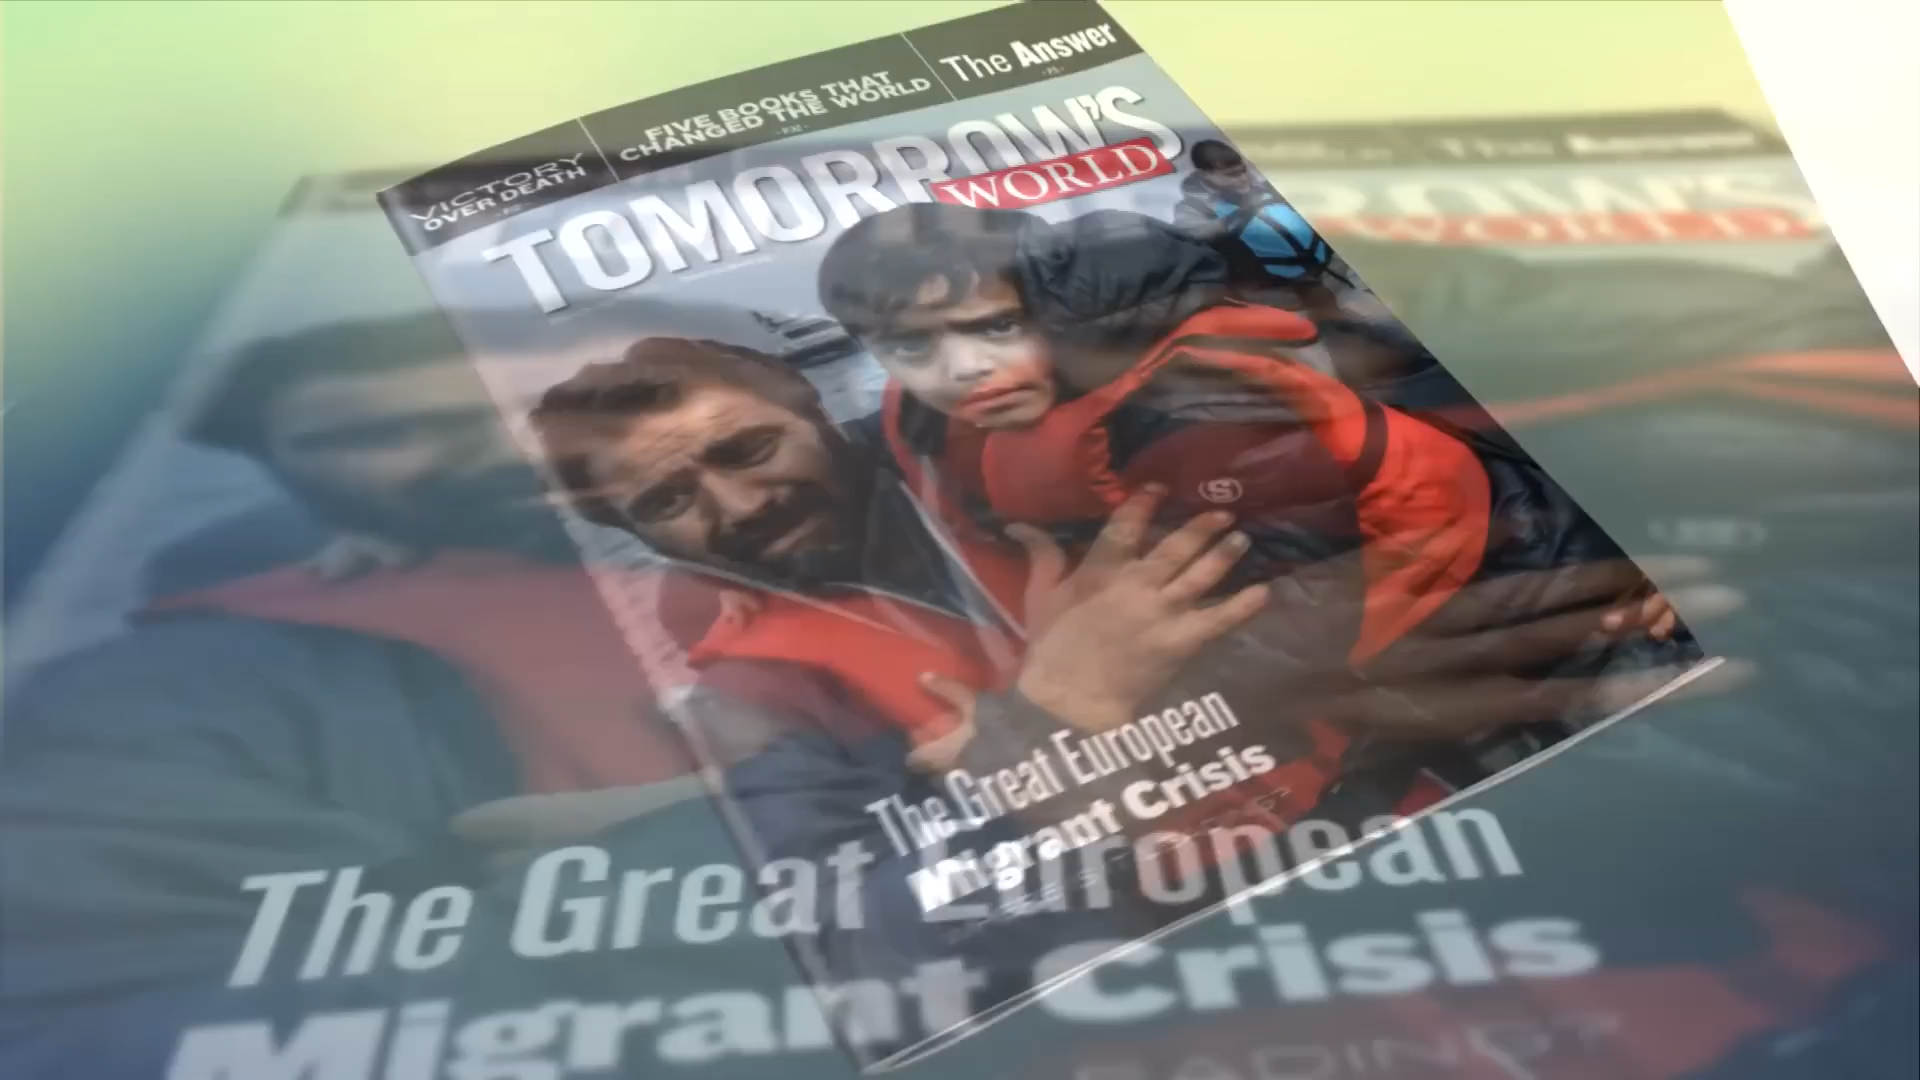 VICTORY
OVER DEATH
FIVE BOOKS THAT
CHANGED THE WORLD
The Answer
TOMORROW'S
WORLD
S
The Great European
Migrant Crisis
The Great European
Migrant Crisis